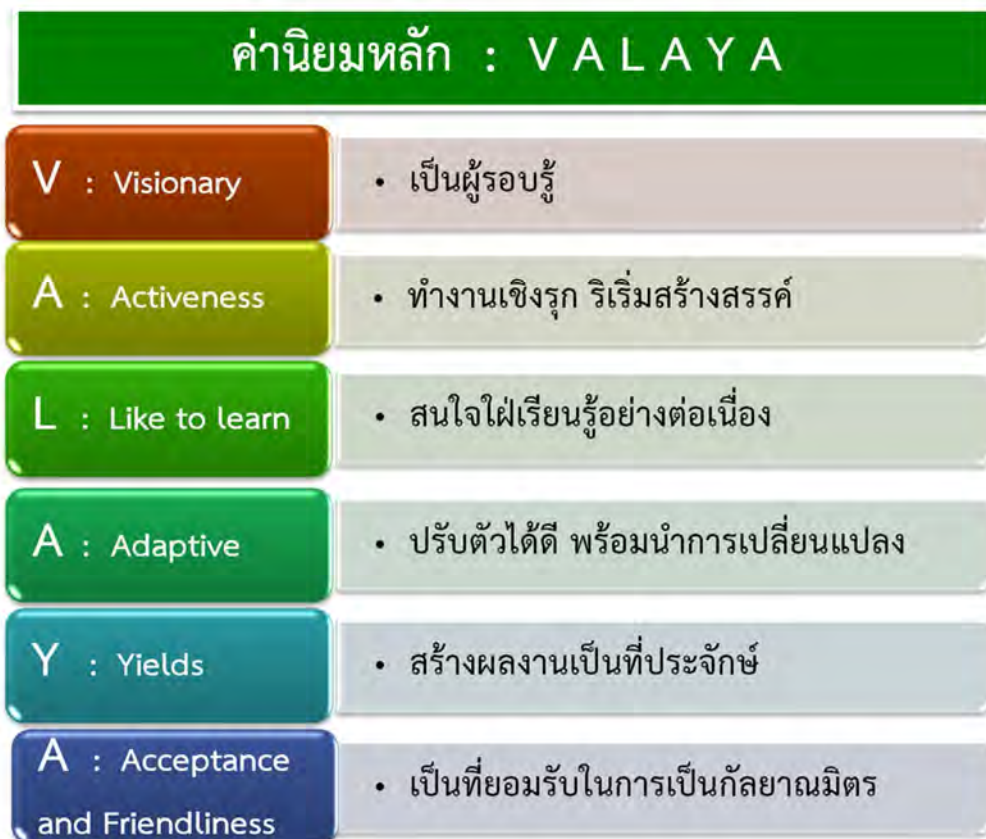 ค่านิยมหลัก : V A L A Y A
V : Visionary
• เป็นผู้รอบรู้
A : Activeness
• ทำงานเชิงรุก ริเริ่มสร้างสรรค์
L : Like to learn
• สนใจใฝ่เรียนรู้อย่างต่อเนื่อง
A : Adaptive
• ปรับตัวได้ดี พร้อมนำการเปลี่ยนแปลง
Y : Yields
• สร้างผลงานเป็นที่ประจักษ์
A : Acceptance
and Friendliness
• เป็นที่ยอมรับในการเป็นกัลยาณมิตร